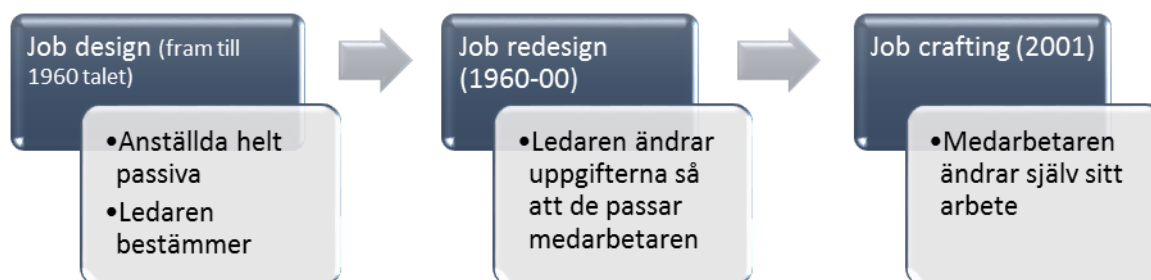 Job design (fram till
1960 talet)
•Anställda helt
passiva
•Ledaren
bestämmer
Job redesign
(1960-00)
•Ledaren ändrar
uppgifterna så
att de passar
medarbetaren
Job crafting (2001)
•Medarbetaren
ändrar själv sitt
arbete